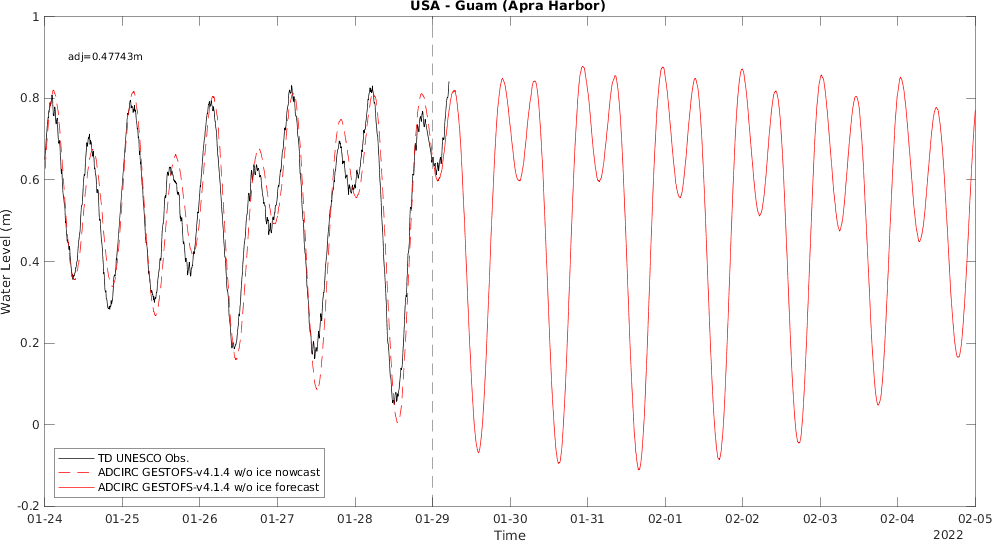 USA - Guam (Apra Harbor)
adj=0.47743m
1
0.8
0.6
0.4
0.2
0
-0.2
Water Level (m)
TD UNESCO Obs.
ADCIRC GESTOFS-v4.1.4 w/o ice nowcast
ADCIRC GESTOFS-v4.1.4 w/o ice forecast
01-24 01-25 01-26 01-27 01-28 01-29 01-30 01-31 02-01 02-02 02-03 02-04 02-05
Time
2022